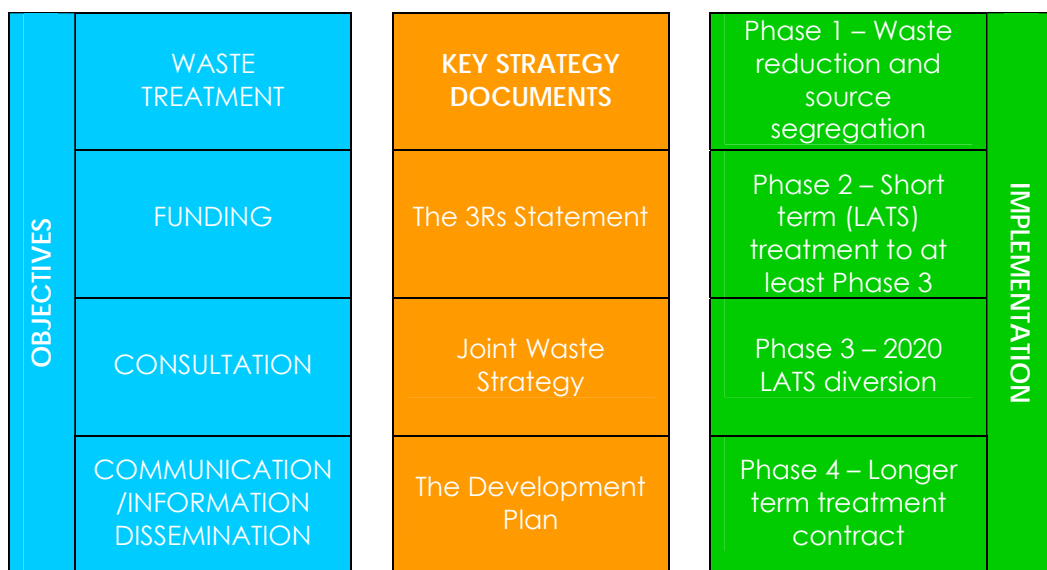 OBJECTIVES
WASTE
TREATMENT
FUNDING
CONSULTATION
COMMUNICATION
/INFORMATION
DISSEMINATION
KEY STRATEGY
DOCUMENTS
The 3Rs Statement
Joint Waste
Strategy
The Development
Plan
Phase 1 – Waste
reduction and
source
segregation
Phase 2 – Short
term (LATS)
treatment to at
least Phase 3
Phase 3 – 2020
LATS diversion
Phase 4 – Longer
term treatment
contract
IMPLEMENTATION